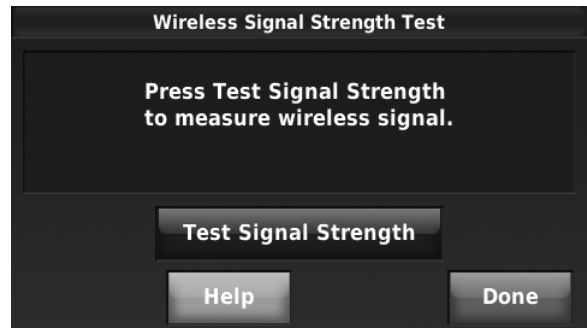 Wireless Signal Strength Test
Press Test Signal Strength
to measure wireless signal.
Test Signal Strength
Help
Done